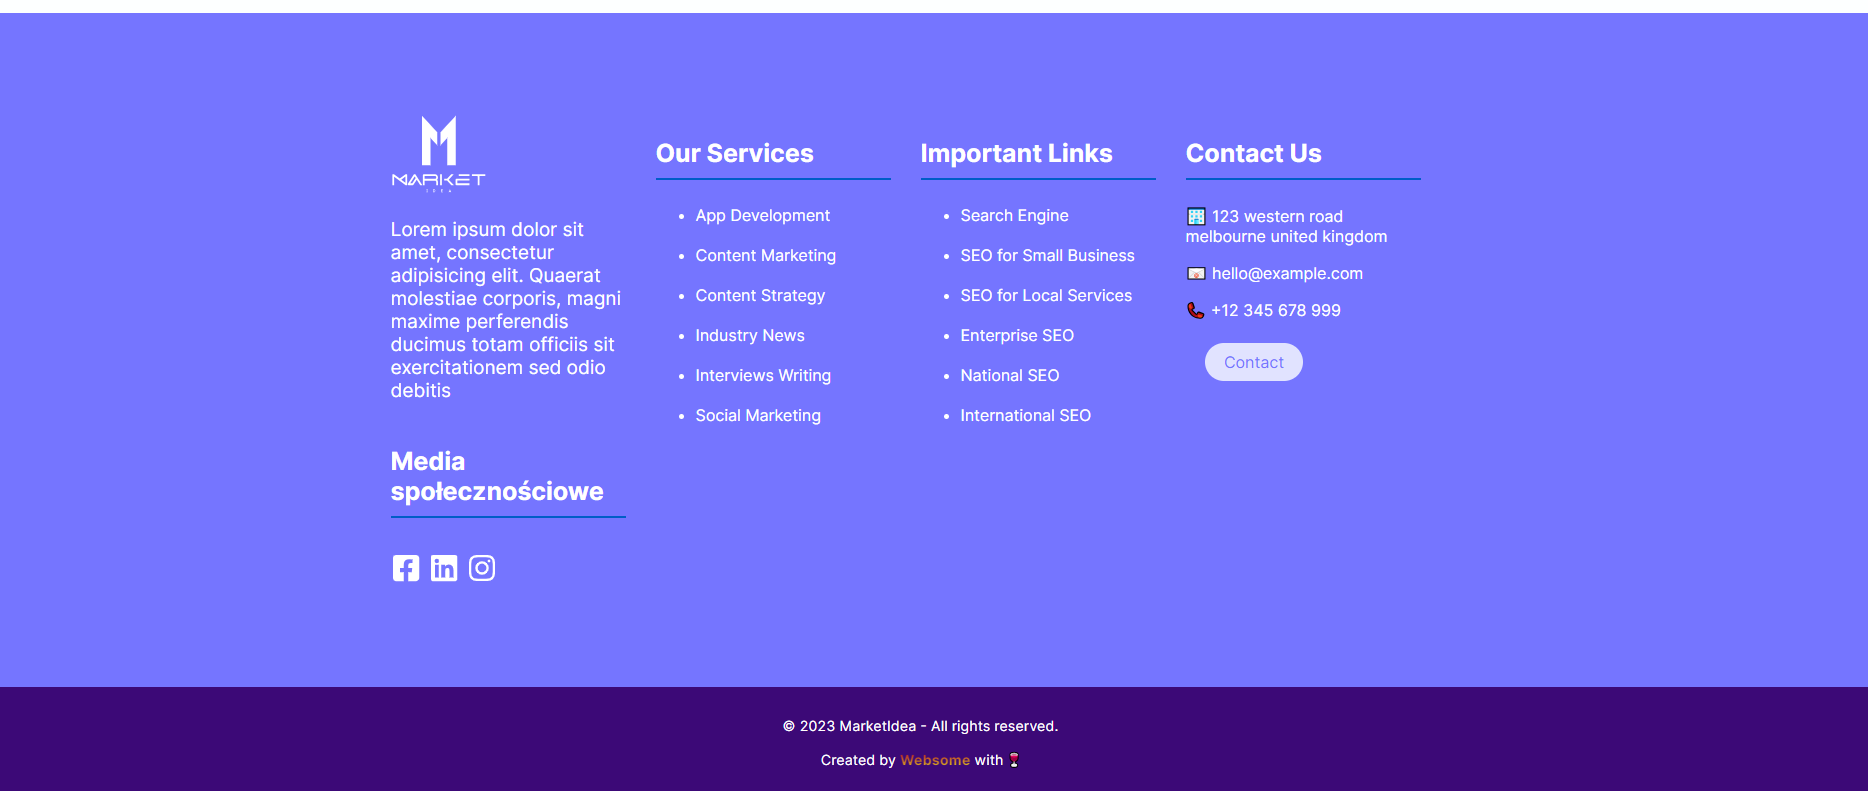 MARKET
IDEA
Lorem ipsum dolor sit
amet, consectetur
adipisicing elit. Quaerat
molestiae corporis, magni
maxime perferendis
ducimus totam officiis sit
exercitationem sed odio
debitis
Media
społecznościowe
Our Services
App Development
Content Marketing
Content Strategy
Industry News
Interviews Writing
Social Marketing
Important Links
Search Engine
SEO for Small Business
SEO for Local Services
Enterprise SEO
National SEO
International SEO
Contact Us
123 western road
melbourne united kingdom
hello@example.com
+12 345 678 999
Contact
© 2023 MarketIdea - All rights reserved.
Created by Websome with